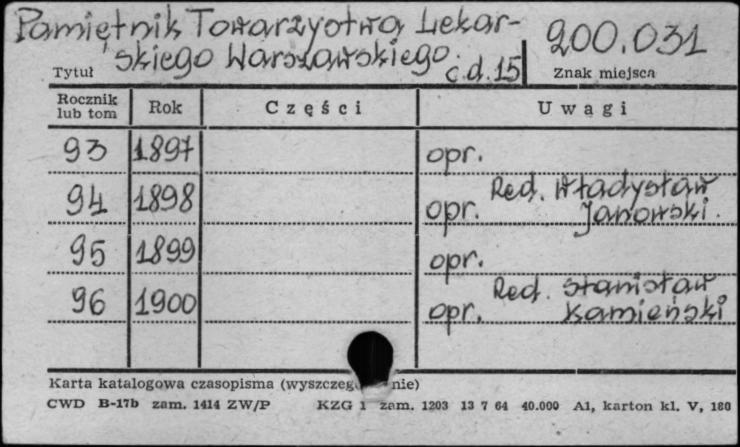 Pamiętnik Towarzystwa Lekar-
skiego Warszawskiego c.d. 15 200.031
Tytuł Znak miejsca
Rocznik lub tom Rok Części Uwagi
93 1897 opr.
94 1898 opr. Red. Władysław Janowski.
95 1899 opr.
96 1900 opr. Red. Stanisław Kamieński
Karta katalogowa czasopisma (wyszczeg nie)
CWD B-17b zam. 1414 ZW/P KZG 1 zam. 1203 13 7 64 40.000 A1, karton kl. V, 180